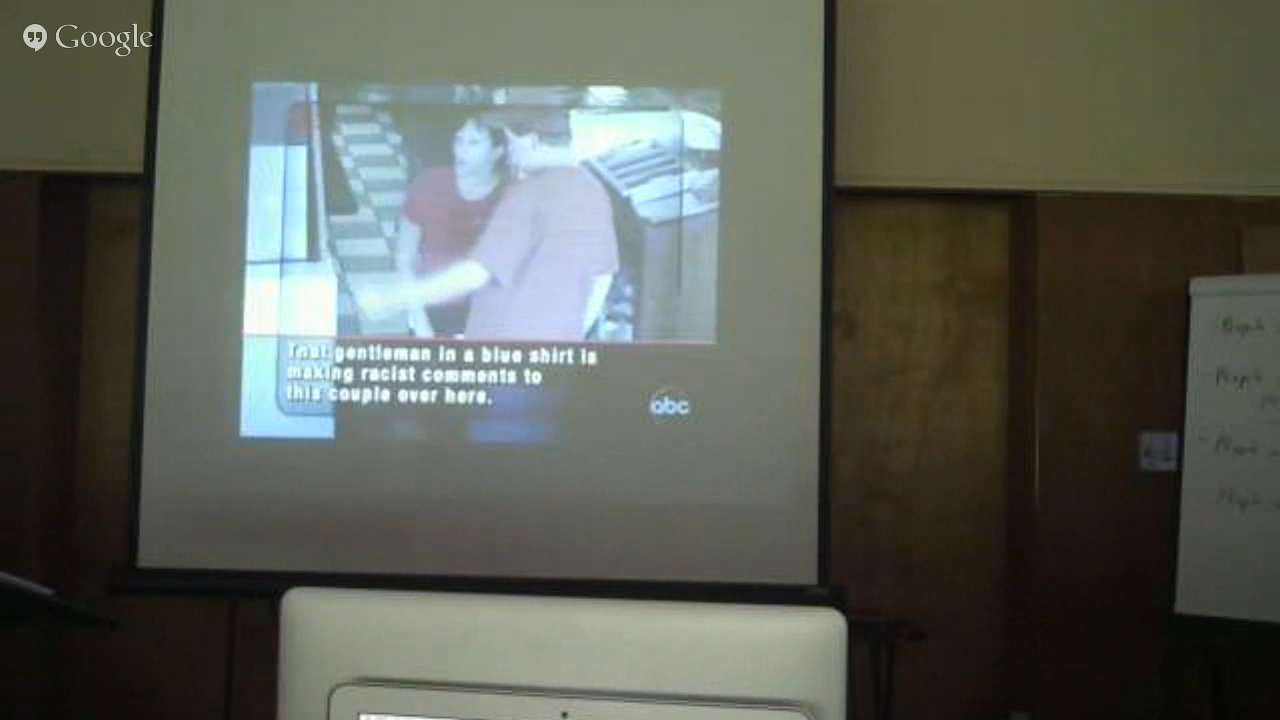 Google
That gentleman in a blue shirt is
making racist comments to
this couple over here.
abc